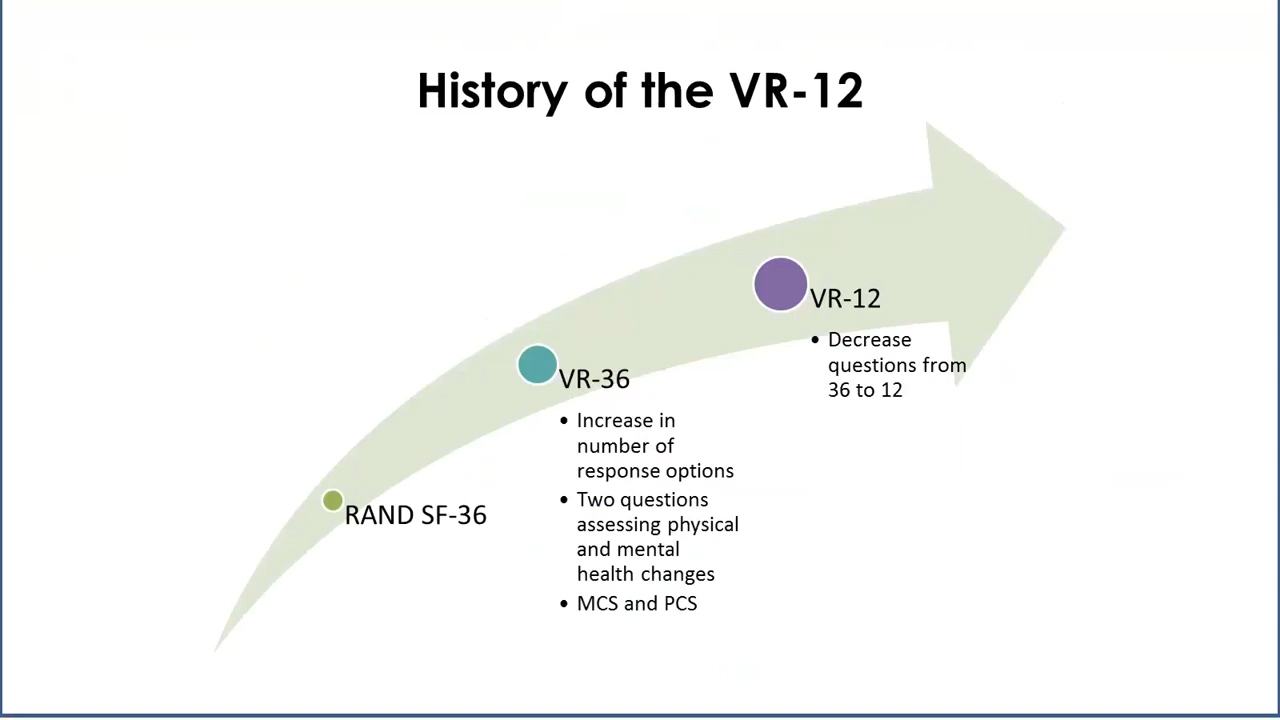 History of the VR-12
RAND SF-36
VR-36
• Increase in
number of
response options
• Two questions
assessing physical
and mental
health changes
• MCS and PCS
VR-12
• Decrease
questions from
36 to 12